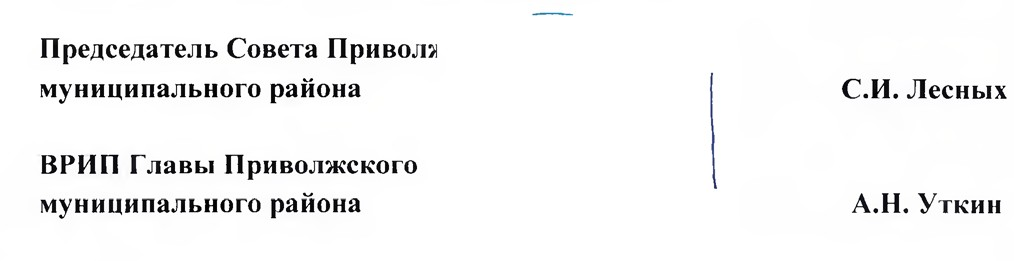 Председатель Совета Приволж
муниципального района С.И. Лесных
ВРИП Главы Приволжского
муниципального района А.Н. Уткин